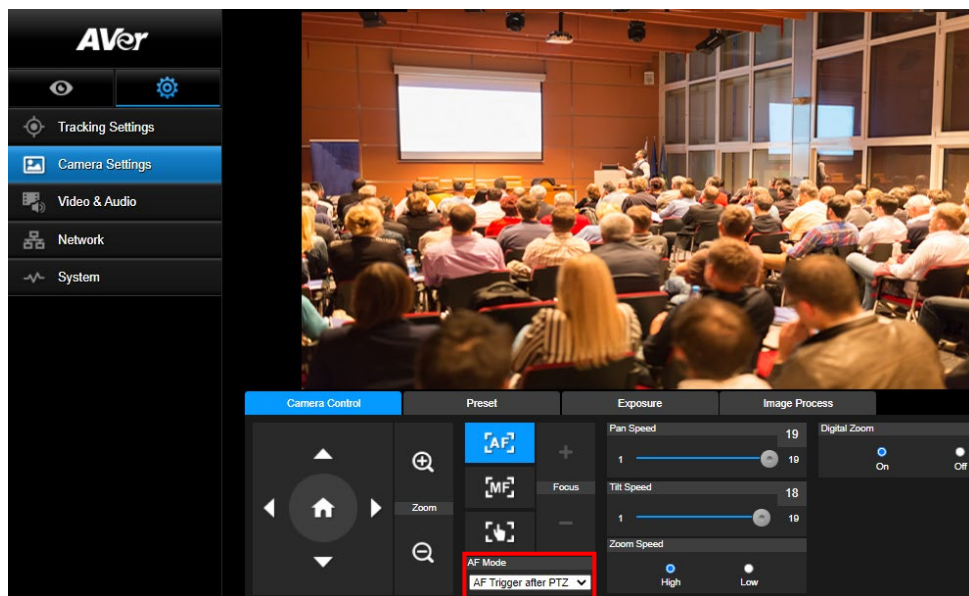 AVer
Tracking Settings
Camera Settings
Video & Audio
Network
System
Camera Control
Preset
Exposure
Image Process
Zoom
AF
MF
Focus
AF Mode
AF Trigger after PTZ
Pan Speed
19
1
19
Tilt Speed
18
1
19
Zoom Speed
High
Low
Digital Zoom
On
Off